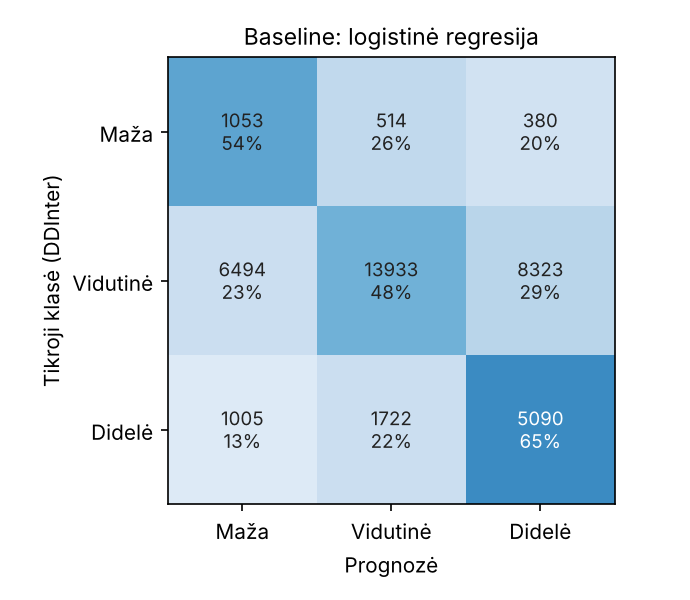 Baseline: logistinė regresija
Tikroji klasė (DDInter)
Maža
1053 514 380
54% 26% 20%
Vidutinė
6494 13933 8323
23% 48% 29%
Didelė
1005 1722 5090
13% 22% 65%
Maža Vidutinė Didelė
Prognozė